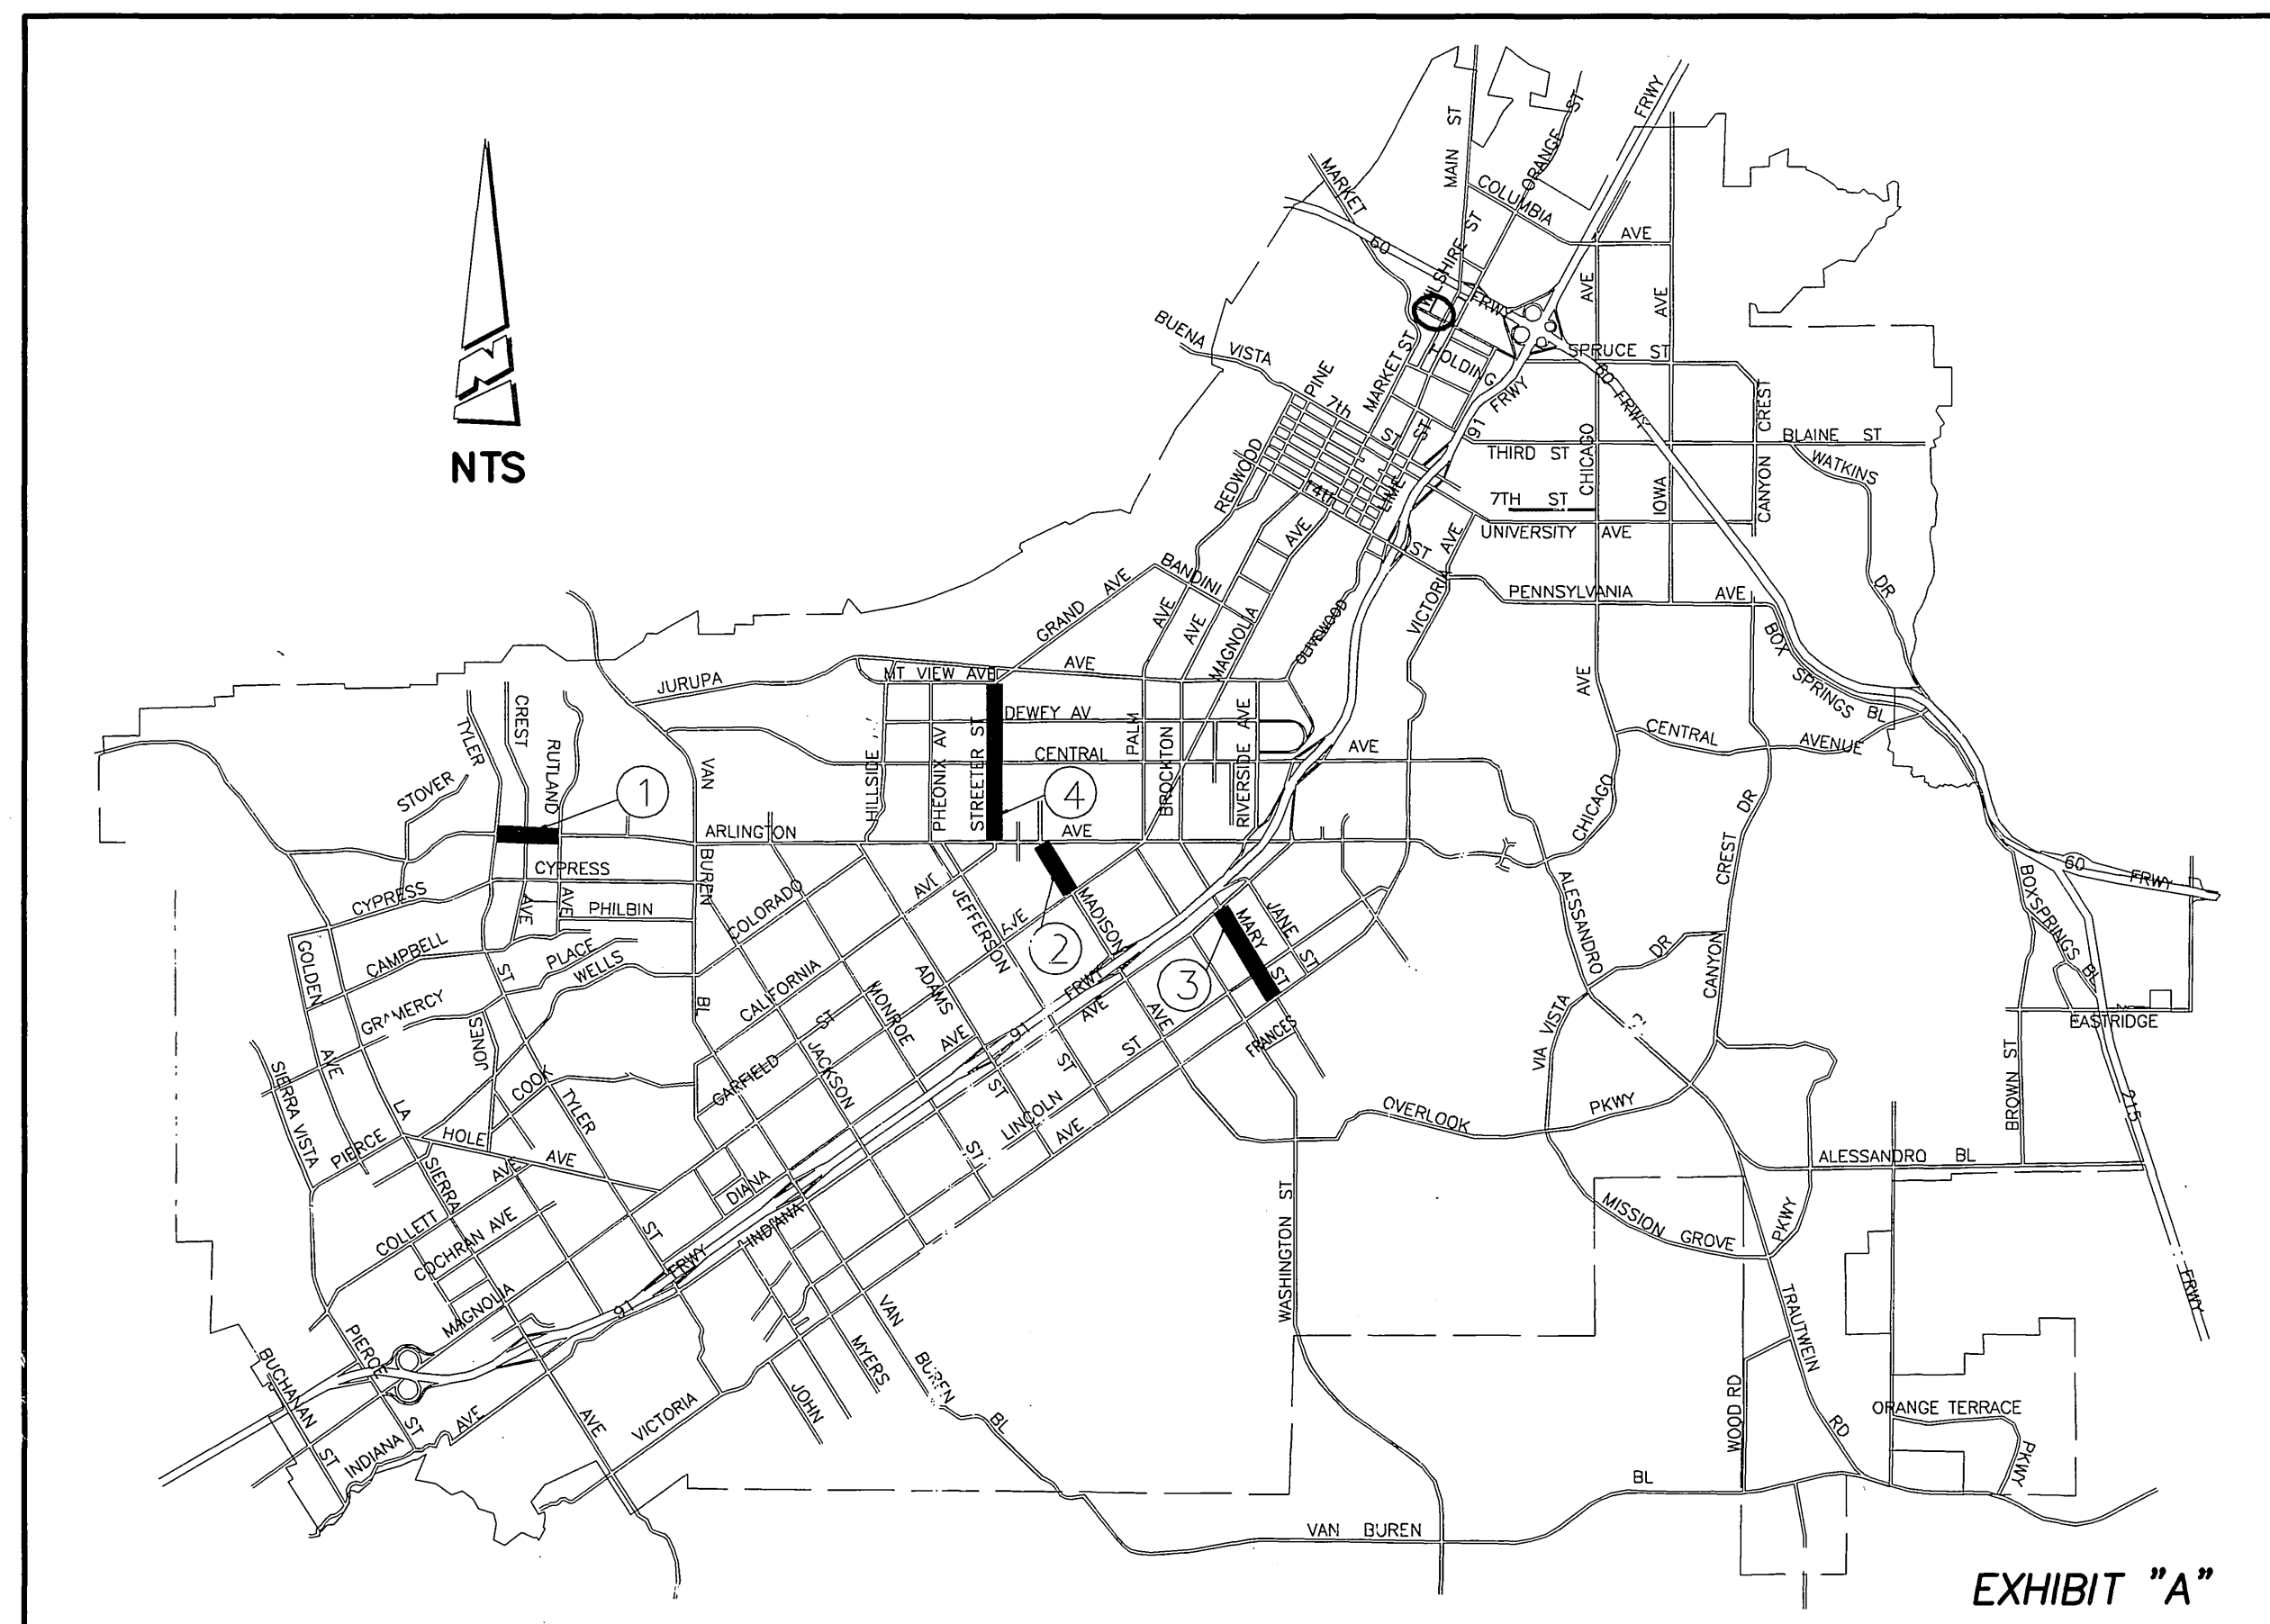 MAIN ST
ORANGE ST
FRWY
MARKET
COLUMBIA
AVE
60
WILSHIRE ST
FRWY
AVE
AVE
BUENA VISTA
MARKET ST
HOLDING
SPRUCE ST
60 FRWY
PINE
7th ST
ST
91 FRWY
CREST
NTS
REDWOOD
14th
LIME
THIRD ST
CHICAGO
BLAINE ST
WATKINS
7TH ST
IOWA
CANYON
UNIVERSITY AVE
AVE
ST
AVE
BANDINI
GRAND AVE
VICTORIA
PENNSYLVANIA AVE
DR
AVE
AVE
MAGNOLIA
OLIVEWOOD
BOX SPRINGS BL
JURUPA
MT VIEW AVE
AVE
AVE
CREST
TYLER
RUTLAND
STREETER ST
DEWEY AV
PALM
RIVERSIDE AVE
CENTRAL AVENUE
VAN
HILLSIDE
PHEONIX AV
CENTRAL
BROCKTON
AVE
STOVER
1
4
CHICAGO
DR
ARLINGTON
AVE
BUREN
CYPRESS
CYPRESS
AVE
AVE
PHILBIN
COLORADO
AVE
JEFFERSON
AVE
MADISON
2
MARY ST
JANE ST
3
ALESSANDRO
DR
CREST
CANYON
60 FRWY
BOXSPRINGS BL
GOLDEN
CAMPBELL
ST
PLACE
WELLS
BL
CALIFORNIA
ADAMS
FRWY
AVE
AVE
GRAMERCY
JONES
ST
MONROE
AVE
91
ST
FRANCES
VIA VISTA
EASTRIDGE
AVE
SIERRA VISTA
LA
COOK
TYLER
GARFIELD
JACKSON
ST
ST
LINCOLN
AVE
OVERLOOK PKWY
BROWN ST
215
PIERCE
HOLE
AVE
SIERRA
AVE
DIANA
ST
ALESSANDRO BL
COLLETT
COCHRAN AVE
ST
FRWY
INDIANA
WASHINGTON ST
MISSION GROVE PKWY
FRWY
MAGNOLIA
91
VAN
TRAUTWEIN
PIERCE
BUCHANAN
MYERS
BUREN
WOOD RD
ORANGE TERRACE
ST
AVE
INDIANA
ST
AVE
VICTORIA
JOHN
BL
RD
PKWY
BL
VAN BUREN
EXHIBIT "A"